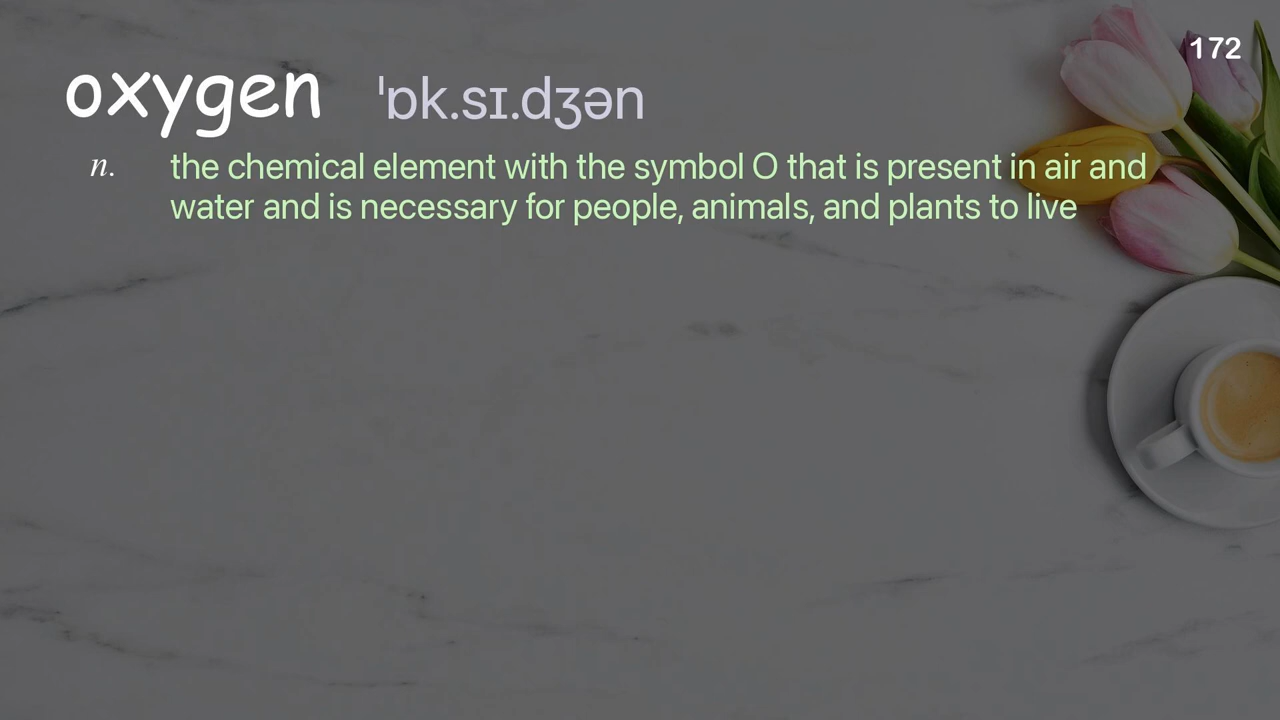 172
oxygen ˈɒk.sɪ.dʒən
n. the chemical element with the symbol O that is present in air and
water and is necessary for people, animals, and plants to live